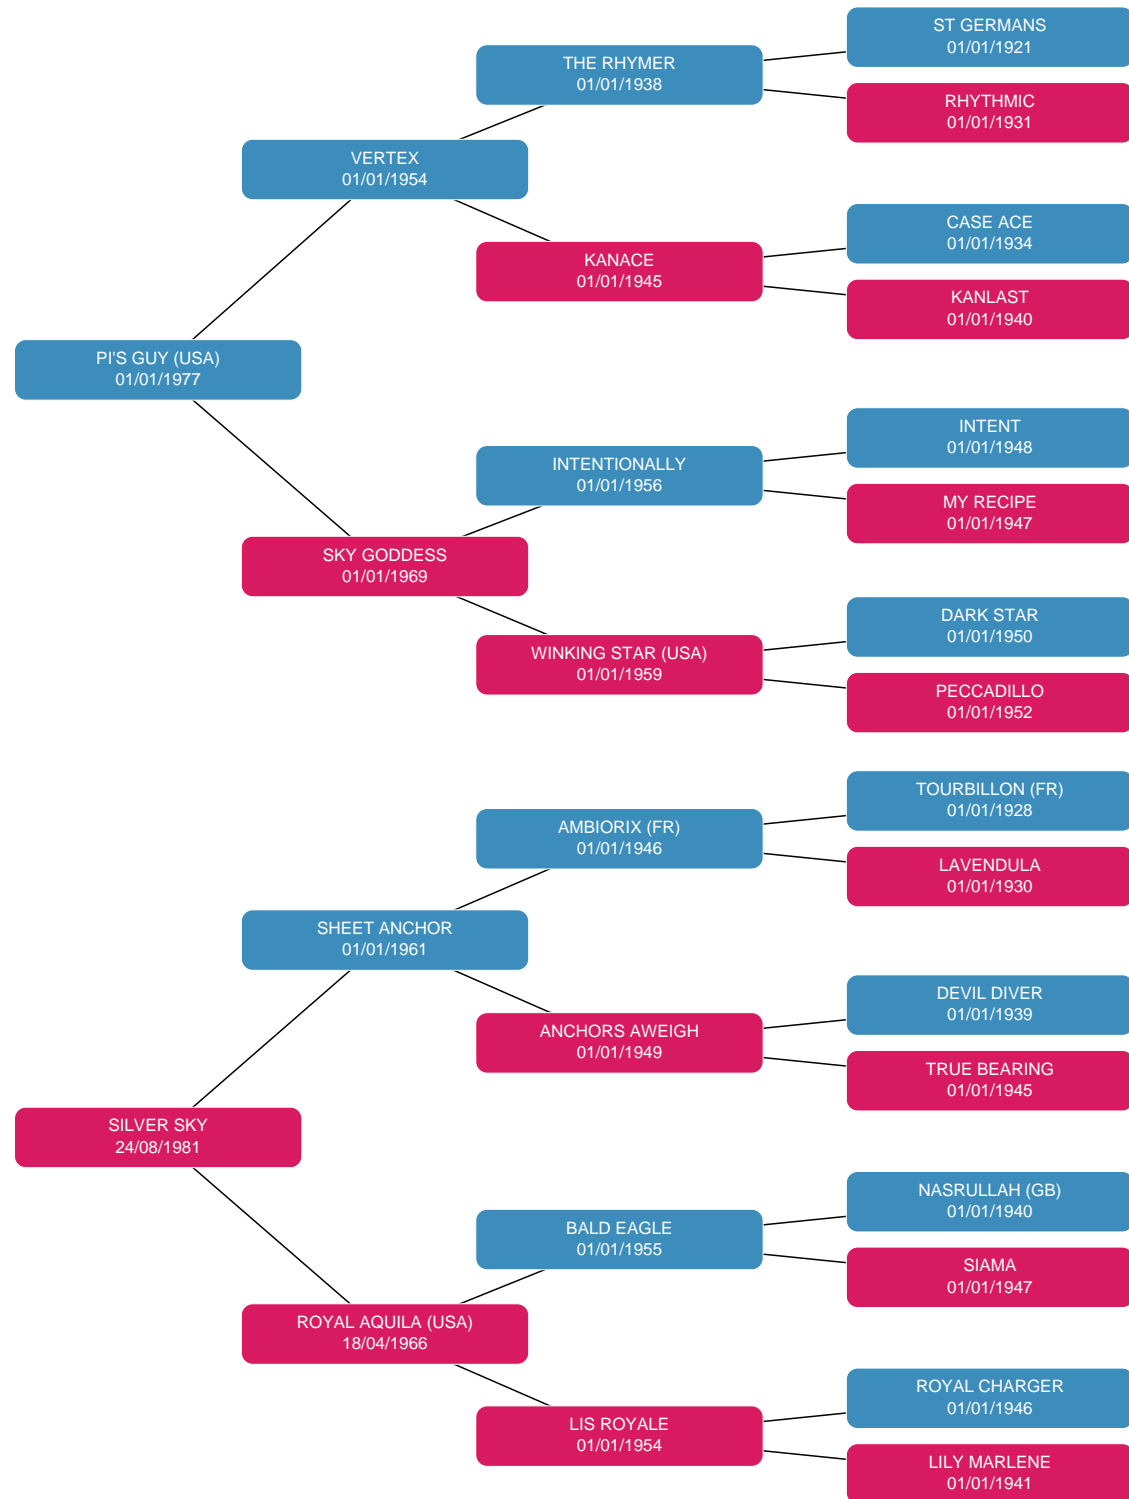 ST GERMANS
01/01/1921
THE RHYMER
01/01/1938
RHYTHMIC
01/01/1931
VERTEX
01/01/1954
CASE ACE
01/01/1934
KANACE
01/01/1945
KANLAST
01/01/1940
PI'S GUY (USA)
01/01/1977
INTENT
01/01/1948
INTENTIONALLY
01/01/1956
MY RECIPE
01/01/1947
SKY GODDESS
01/01/1969
DARK STAR
01/01/1950
WINKING STAR (USA)
01/01/1959
PECCADILLO
01/01/1952
TOURBILLON (FR)
01/01/1928
AMBIORIX (FR)
01/01/1946
LAVENDULA
01/01/1930
SHEET ANCHOR
01/01/1961
DEVIL DIVER
01/01/1939
ANCHORS AWEIGH
01/01/1949
TRUE BEARING
01/01/1945
SILVER SKY
24/08/1981
NASRULLAH (GB)
01/01/1940
BALD EAGLE
01/01/1955
SIAMA
01/01/1947
ROYAL AQUILA (USA)
18/04/1966
ROYAL CHARGER
01/01/1946
LIS ROYALE
01/01/1954
LILY MARLENE
01/01/1941